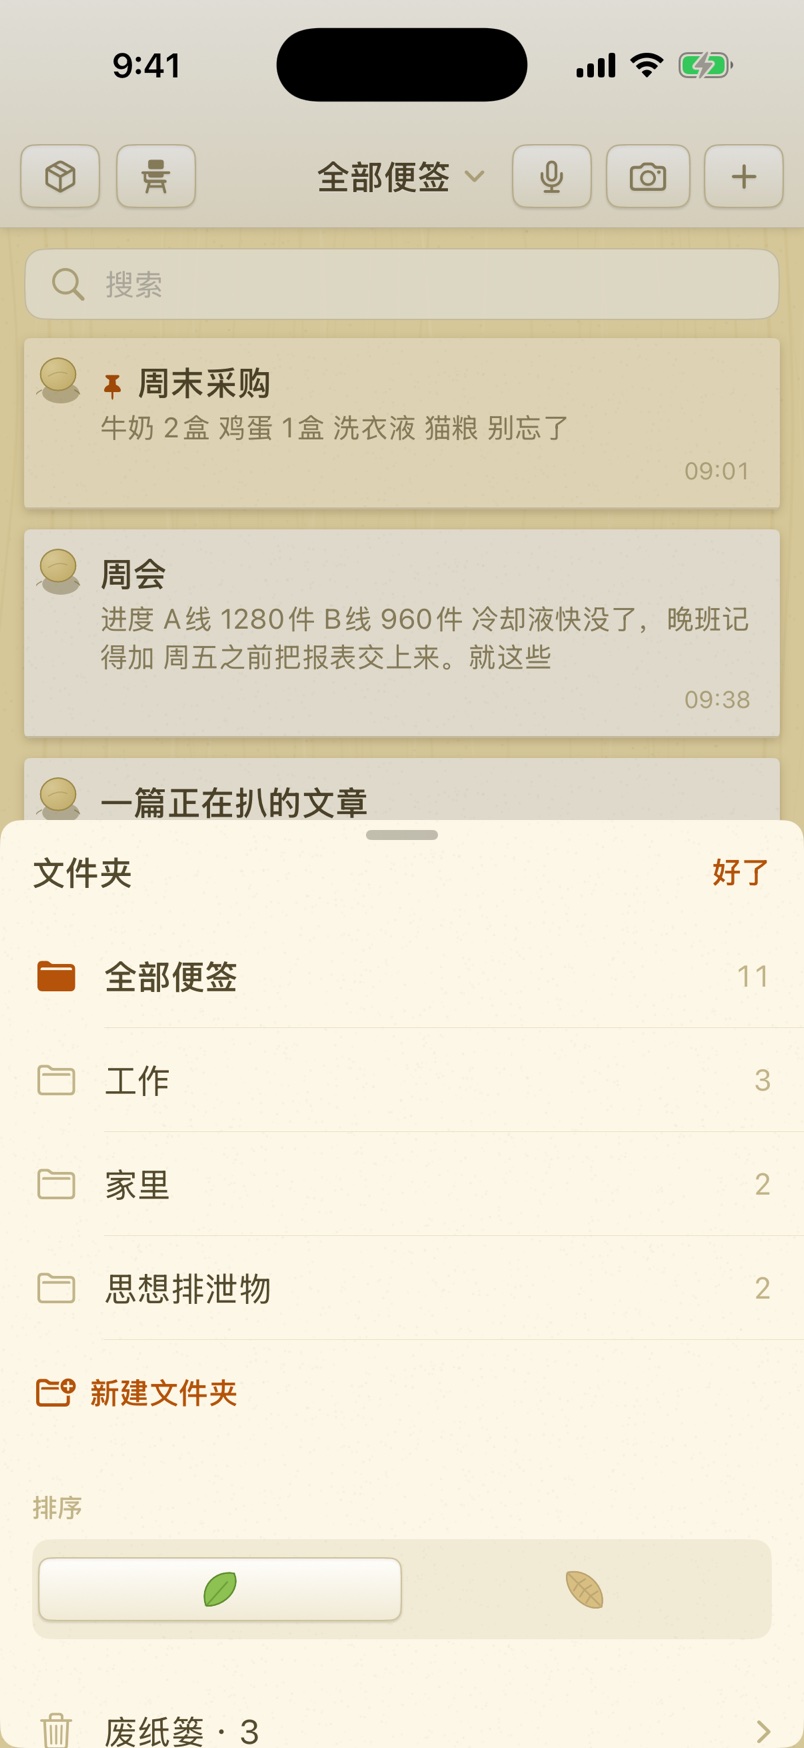 9:41
全部便签
搜索
周末采购
牛奶 2盒 鸡蛋 1盒 洗衣液 猫粮 别忘了
09:01
周会
进度 A线 1280件 B线 960件 冷却液快没了，晚班记
得加 周五之前把报表交上来。就这些
09:38
一篇正在扒的文章
文件夹
好了
全部便签
11
工作
3
家里
2
思想排泄物
2
新建文件夹
排序
废纸篓 · 3